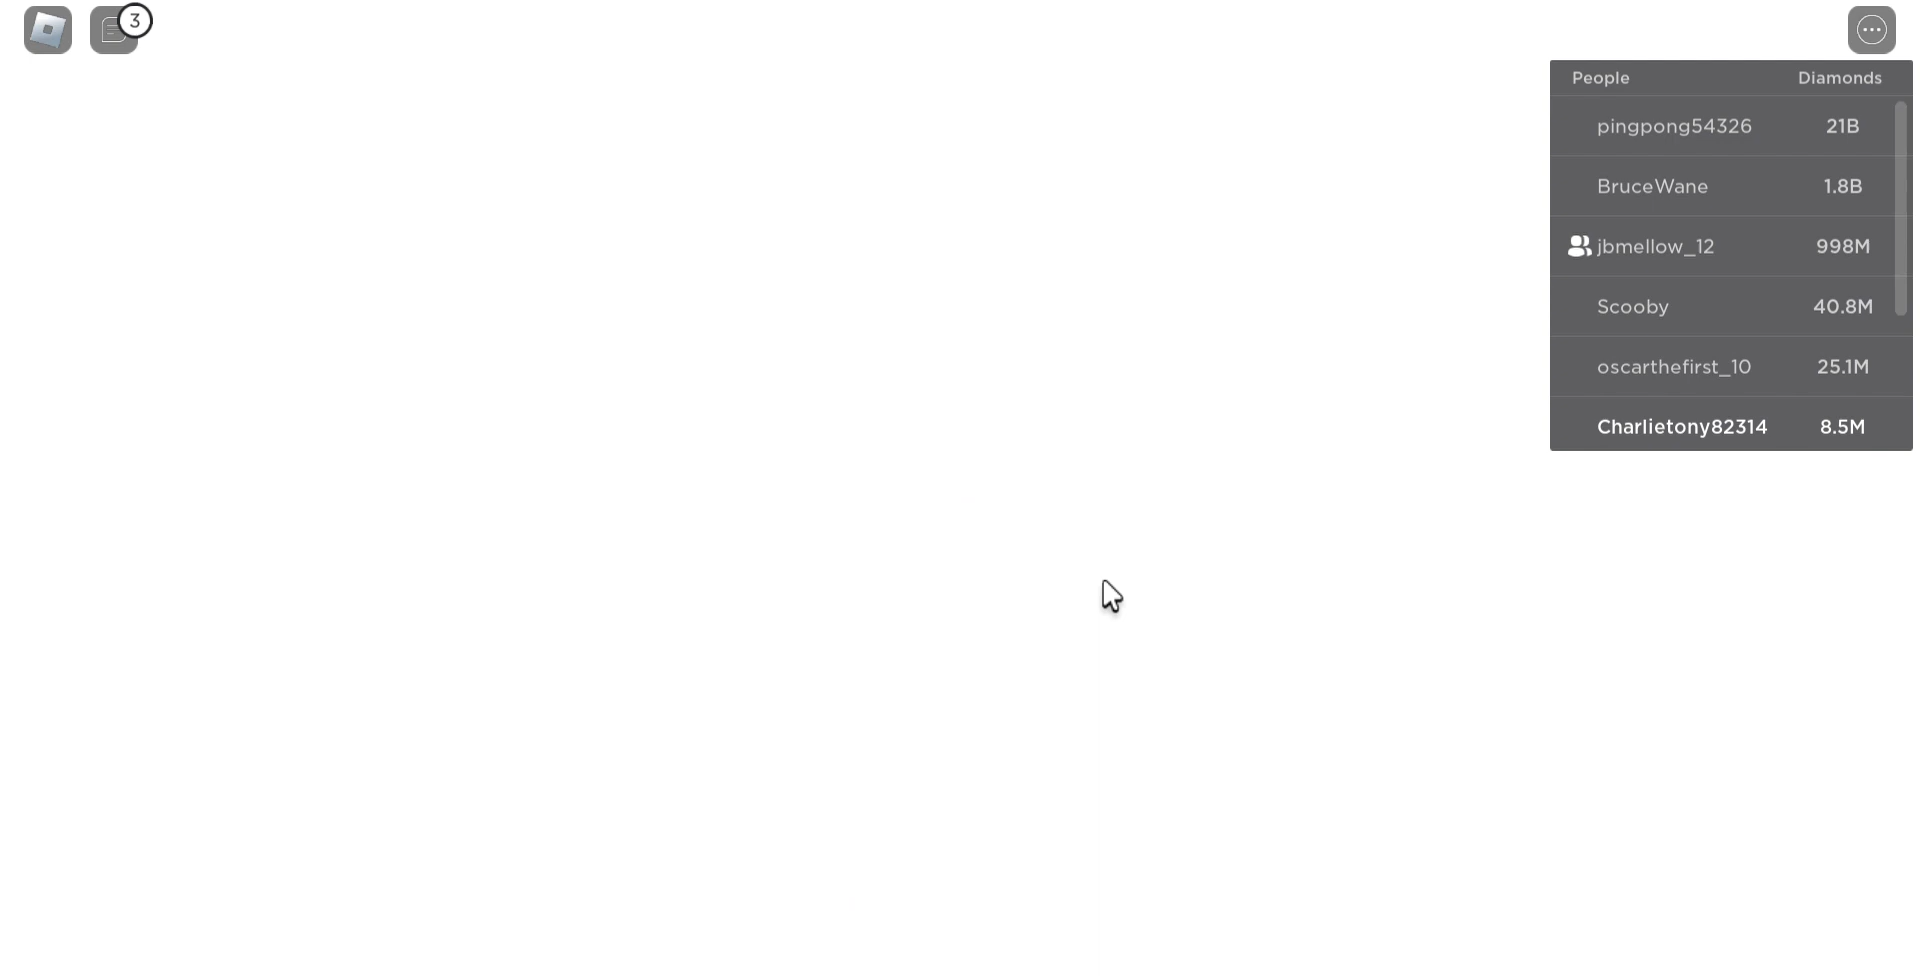 3
People Diamonds
pingpong54326 21B
BruceWane 1.8B
jbmellow_12 998M
Scooby 40.8M
oscarthefirst_10 25.1M
Charlietony82314 8.5M